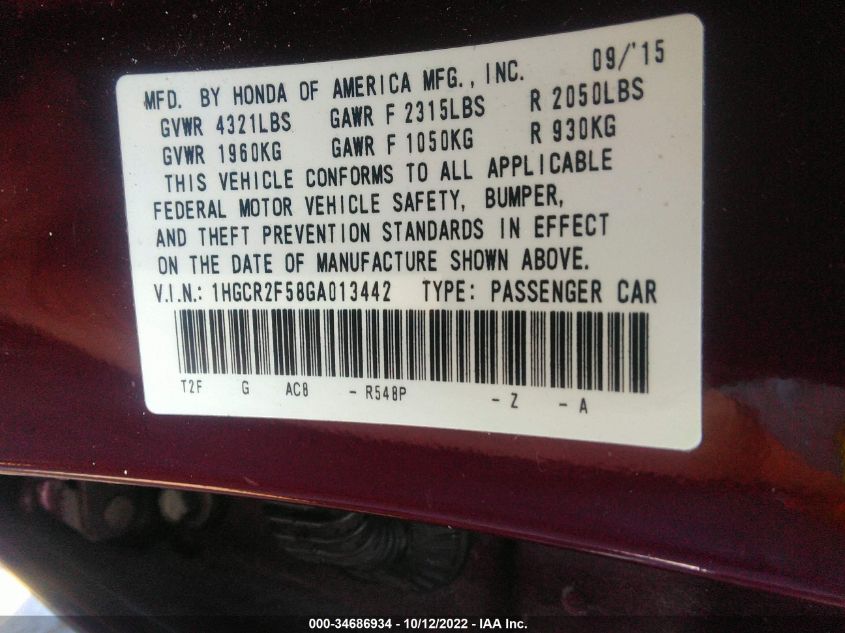 MFD. BY HONDA OF AMERICA MFG., INC. 09/'15
GVWR 4321LBS GAWR F 2315LBS R 2050LBS
GVWR 1960KG GAWR F 1050KG R 930KG
THIS VEHICLE CONFORMS TO ALL APPLICABLE
FEDERAL MOTOR VEHICLE SAFETY, BUMPER,
AND THEFT PREVENTION STANDARDS IN EFFECT
ON THE DATE OF MANUFACTURE SHOWN ABOVE.
V.I.N.: 1HGCR2F58GA013442 TYPE: PASSENGER CAR
T2F G AC8 - R548P - Z - A
000-34686934 - 10/12/2022 - IAA Inc.